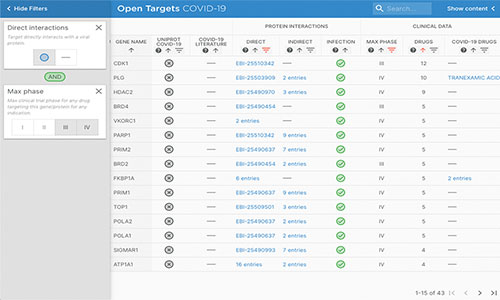 Hide Filters
Open Targets COVID-19
Search...
Show content
Direct Interactions
Target directly interacts with a viral
protein.
AND
Max phase
Max clinical trial phase for any drug
targeting this gene/protein for any
indication.
I II III IV
PROTEIN INTERACTIONS CLINICAL DATA
GENE NAME UNIPROT COVID-19 COVID-19 LITERATURE DIRECT INDIRECT INFECTION MAX PHASE DRUGS COVID-19 DRUGS
CDK1 EBI-25510342 — III 12 —
PLG EBI-25503909 2 entries IV 10 TRANEXAMIC ACID
HDAC2 EBI-25490970 3 entries IV 9 —
BRD4 EBI-25490454 — III 5 —
VKORC1 2 entries — IV 5 —
PARP1 EBI-25510342 9 entries IV 5 —
PRIM2 EBI-25490637 7 entries IV 5 —
BRD2 EBI-25490454 2 entries III 5 —
FKBP1A 8 entries — IV 5 2 entries
PRIM1 EBI-25490637 9 entries IV 5 —
TOP1 EBI-25509501 3 entries IV 5 —
POLA2 EBI-25490637 2 entries IV 5 —
POLA1 EBI-25490637 2 entries IV 5 —
SIGMAR1 EBI-25490993 7 entries IV 4 —
ATP1A1 16 entries 2 entries IV 4 —
1-15 of 43